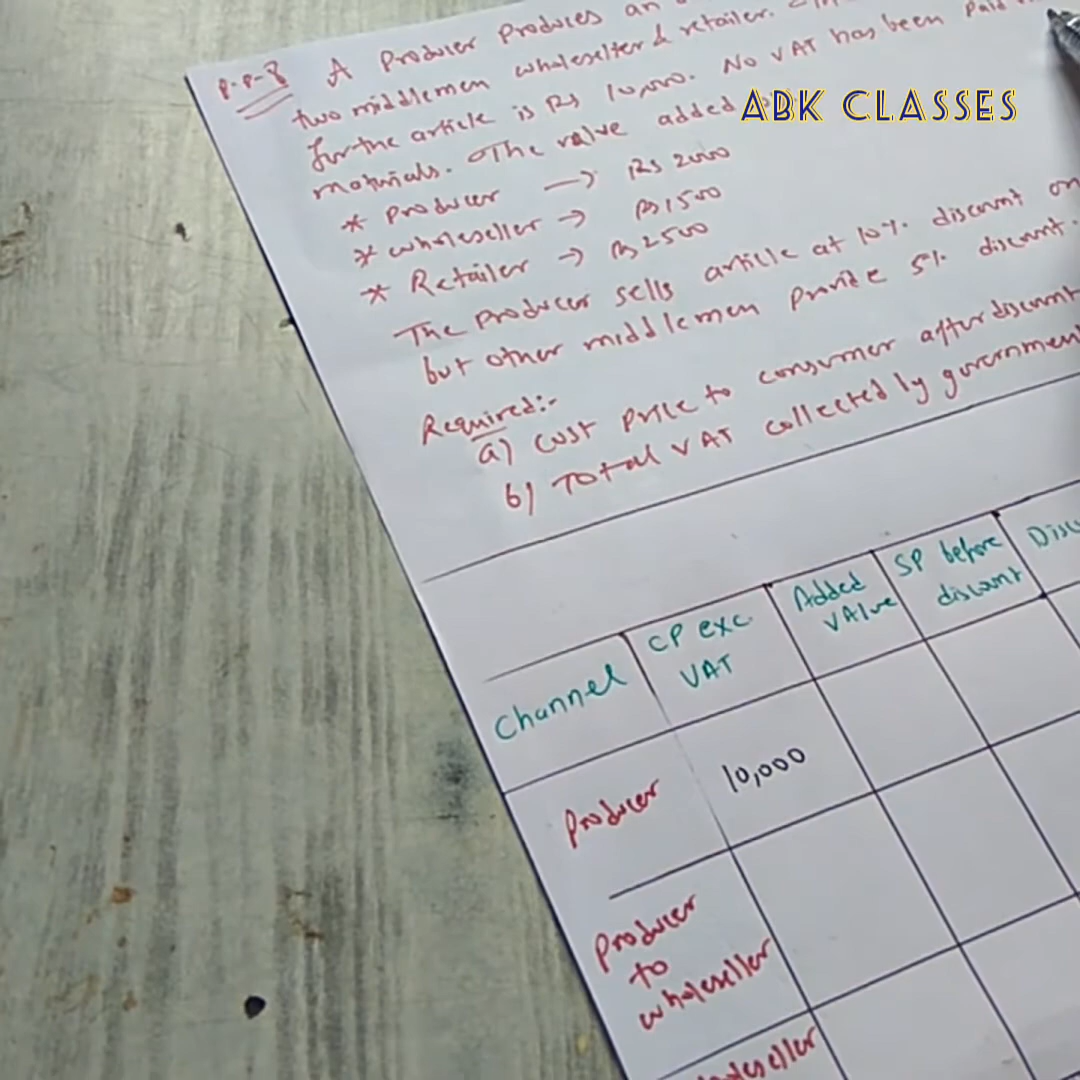 P-P-8 A Producer Produces an
two middlemen wholeselter & retailer.
for the article is Rs 10,000. No VAT has been Paid
materials. The value added
ABK CLASSES
* Producer → Rs 2000
* wholeseller → Rs 1500
* Retailer → Rs 2500
The Producer sells article at 10% discount on
but other middlemen provide 5% discount.
Required:-
a) Cost price to consumer after discount
b) Total VAT collected by government
Channel
CP exc. VAT
Added VAlve
SP before discount
Disc
Producer
10,000
Producer
to
wholeseller